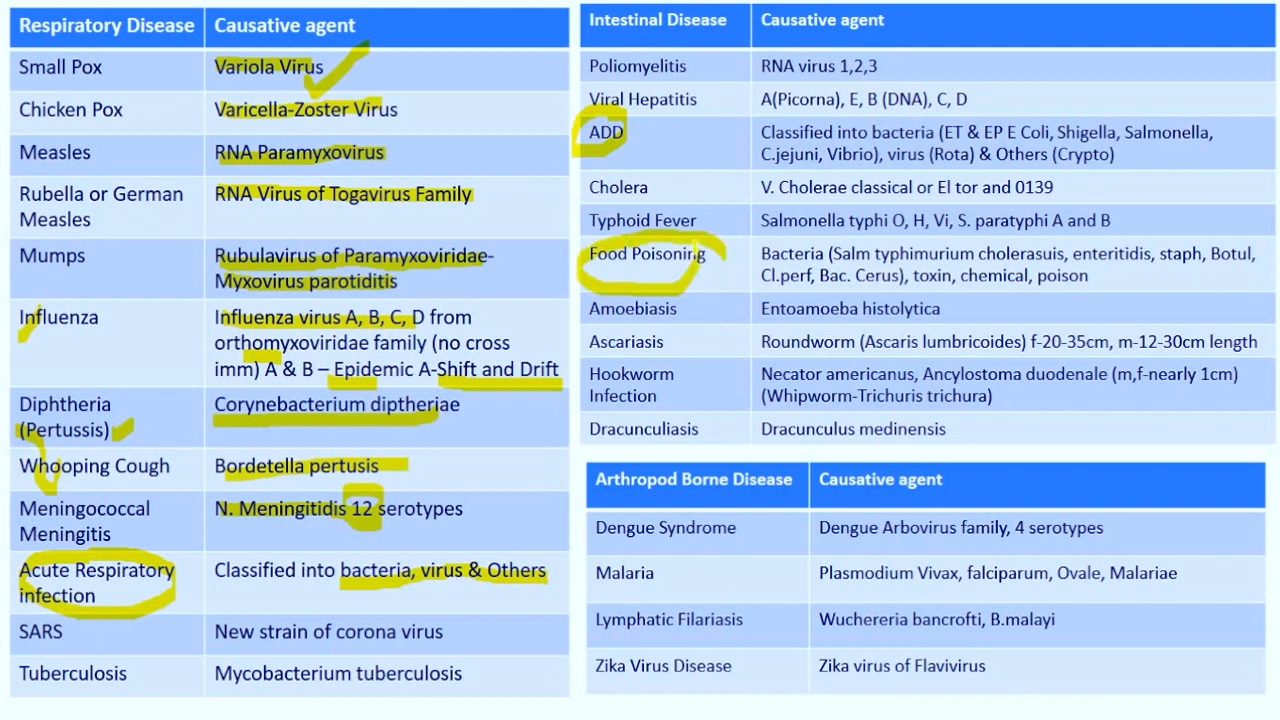 Respiratory Disease Causative agent
Small Pox Variola Virus
Chicken Pox Varicella-Zoster Virus
Measles RNA Paramyxovirus
Rubella or German RNA Virus of Togavirus Family
Measles
Mumps Rubulavirus of Paramyxoviridae-
Myxovirus parotiditis
Influenza Influenza virus A, B, C, D from
orthomyxoviridae family (no cross
imm) A & B – Epidemic A-Shift and Drift
Diphtheria Corynebacterium diptheriae
(Pertussis)
Whooping Cough Bordetella pertusis
Meningococcal N. Meningitidis 12 serotypes
Meningitis
Acute Respiratory Classified into bacteria, virus & Others
infection
SARS New strain of corona virus
Tuberculosis Mycobacterium tuberculosis
Intestinal Disease Causative agent
Poliomyelitis RNA virus 1,2,3
Viral Hepatitis A(Picorna), E, B (DNA), C, D
ADD Classified into bacteria (ET & EP E Coli, Shigella, Salmonella,
C.jejuni, Vibrio), virus (Rota) & Others (Crypto)
Cholera V. Cholerae classical or El tor and 0139
Typhoid Fever Salmonella typhi O, H, Vi, S. paratyphi A and B
Food Poisoning Bacteria (Salm typhimurium cholerasuis, enteritidis, staph, Botul,
Cl.perf, Bac. Cerus), toxin, chemical, poison
Amoebiasis Entoamoeba histolytica
Ascariasis Roundworm (Ascaris lumbricoides) f-20-35cm, m-12-30cm length
Hookworm Necator americanus, Ancylostoma duodenale (m,f-nearly 1cm)
Infection (Whipworm-Trichuris trichura)
Dracunculiasis Dracunculus medinensis
Arthropod Borne Disease Causative agent
Dengue Syndrome Dengue Arbovirus family, 4 serotypes
Malaria Plasmodium Vivax, falciparum, Ovale, Malariae
Lymphatic Filariasis Wuchereria bancrofti, B.malayi
Zika Virus Disease Zika virus of Flavivirus